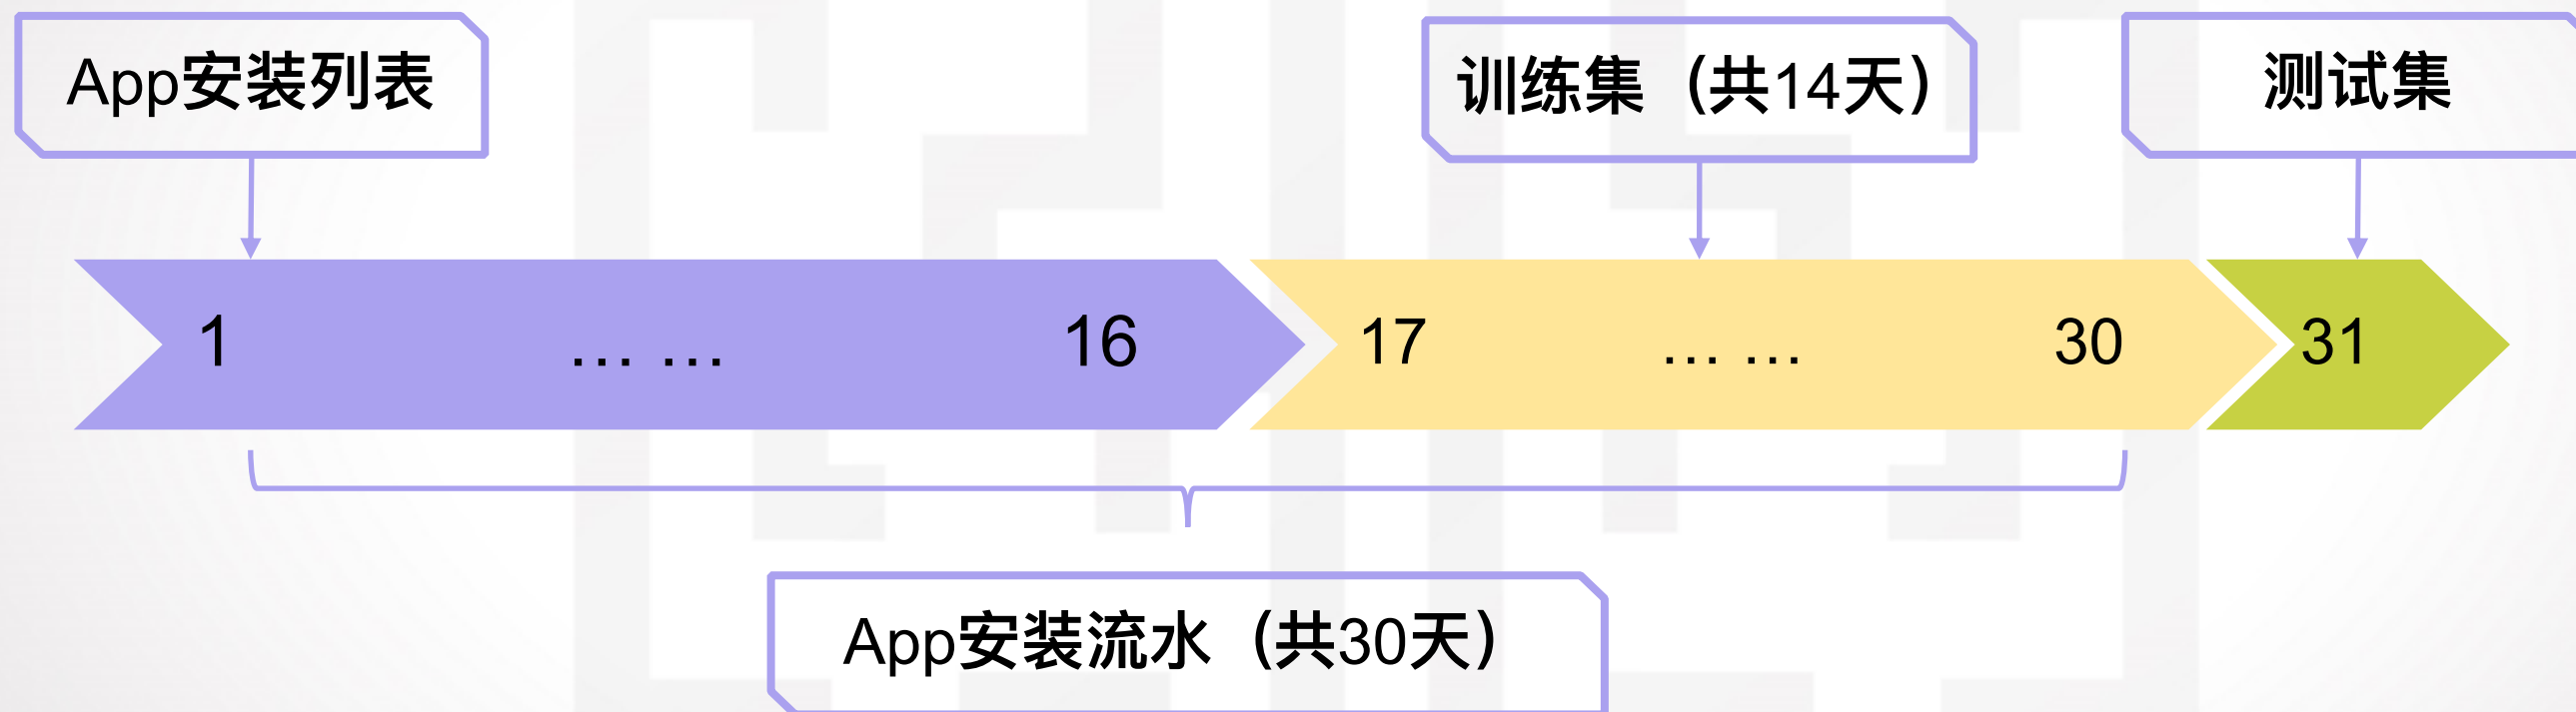 App安装列表
训练集（共14天）
测试集
1 … … 16 17 … … 30 31
App安装流水（共30天）